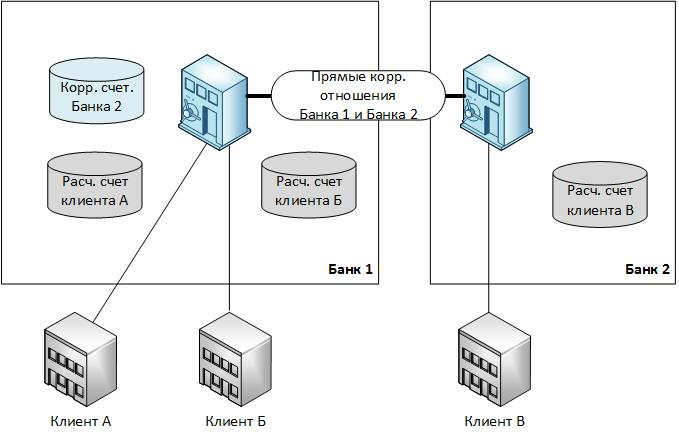 Корр. счет.
Банка 2
Прямые корр.
отношения
Банка 1 и Банка 2
Расч. счет
клиента А
Расч. счет
клиента Б
Расч. счет
клиента В
Банк 1
Банк 2
Клиент А
Клиент Б
Клиент В